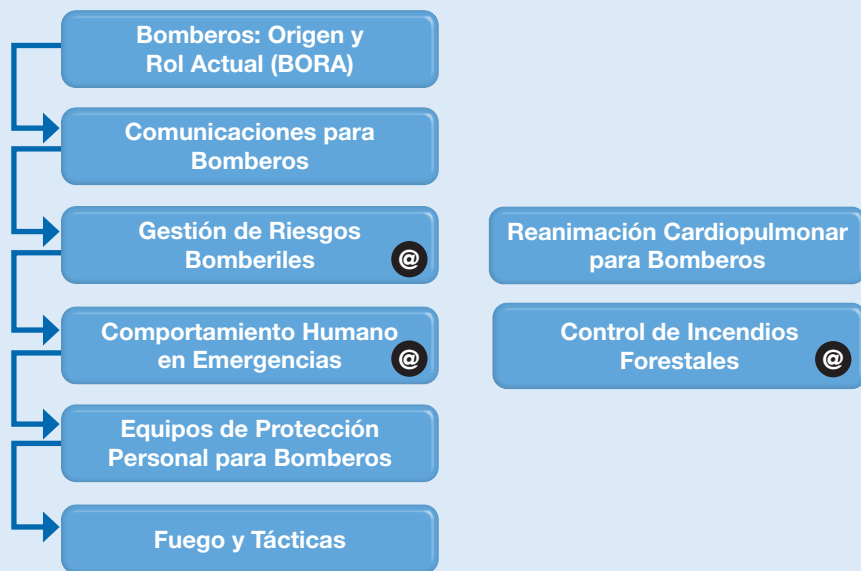 Bomberos: Origen y
Rol Actual (BORA)
Comunicaciones para
Bomberos
Gestión de Riesgos
Bomberiles
@
Comportamiento Humano
en Emergencias
@
Equipos de Protección
Personal para Bomberos
Fuego y Tácticas
Reanimación Cardiopulmonar
para Bomberos
Control de Incendios
Forestales
@